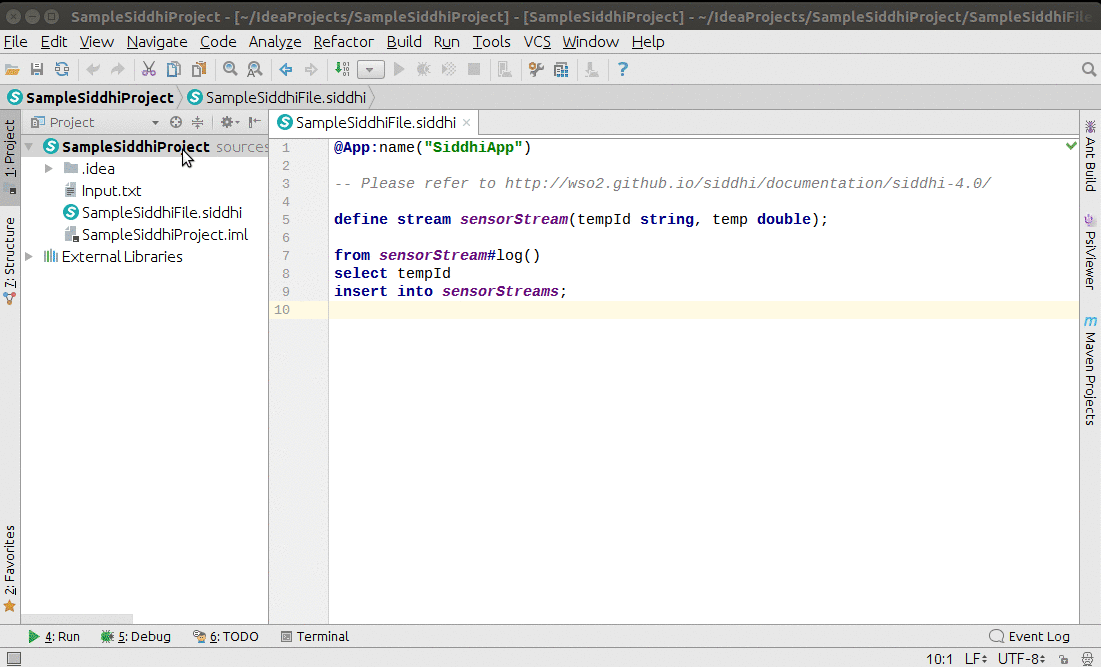 SampleSiddhiProject - [~/IdeaProjects/SampleSiddhiProject] - [SampleSiddhiProject] - ~/IdeaProjects/SampleSiddhiProject/SampleSiddhiFile
File Edit View Navigate Code Analyze Refactor Build Run Tools VCS Window Help
SampleSiddhiProject SampleSiddhiFile.siddhi
1: Project
7: Structure
2: Favorites
Project
SampleSiddhiProject sources
.idea
Input.txt
SampleSiddhiFile.siddhi
SampleSiddhiProject.iml
External Libraries
SampleSiddhiFile.siddhi
1 @App:name("SiddhiApp")
2
3 -- Please refer to http://wso2.github.io/siddhi/documentation/siddhi-4.0/
4
5 define stream sensorStream(tempId string, temp double);
6
7 from sensorStream#log()
8 select tempId
9 insert into sensorStreams;
10
Ant Build
PsiViewer
Maven Projects
4: Run 5: Debug 6: TODO Terminal Event Log
10:1 LF UTF-8